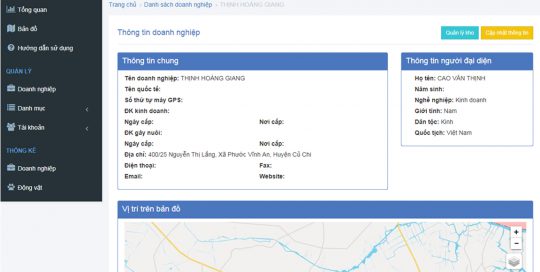 Tổng quan
Bản đồ
Hướng dẫn sử dụng
QUẢN LÝ
Doanh nghiệp
Danh mục
Tài khoản
THỐNG KÊ
Doanh nghiệp
Động vật
Trang chủ › Danh sách doanh nghiệp › THỊNH HOÀNG GIANG
Thông tin doanh nghiệp
Quản lý kho
Cập nhật thông tin
Thông tin chung
Tên doanh nghiệp: THỊNH HOÀNG GIANG
Tên quốc tế:
Số thứ tự máy GPS:
ĐK kinh doanh:
Ngày cấp: Nơi cấp:
ĐK gây nuôi:
Ngày cấp: Nơi cấp:
Địa chỉ: 400/25 Nguyễn Thị Lắng, Xã Phước Vĩnh An, Huyện Củ Chi
Điện thoại: Fax:
Email: Website:
Thông tin người đại diện
Họ tên: CAO VĂN THỊNH
Năm sinh:
Nghề nghiệp: Kinh doanh
Giới tính: Nam
Dân tộc: Kinh
Quốc tịch: Việt Nam
Vị trí trên bản đồ
+
−